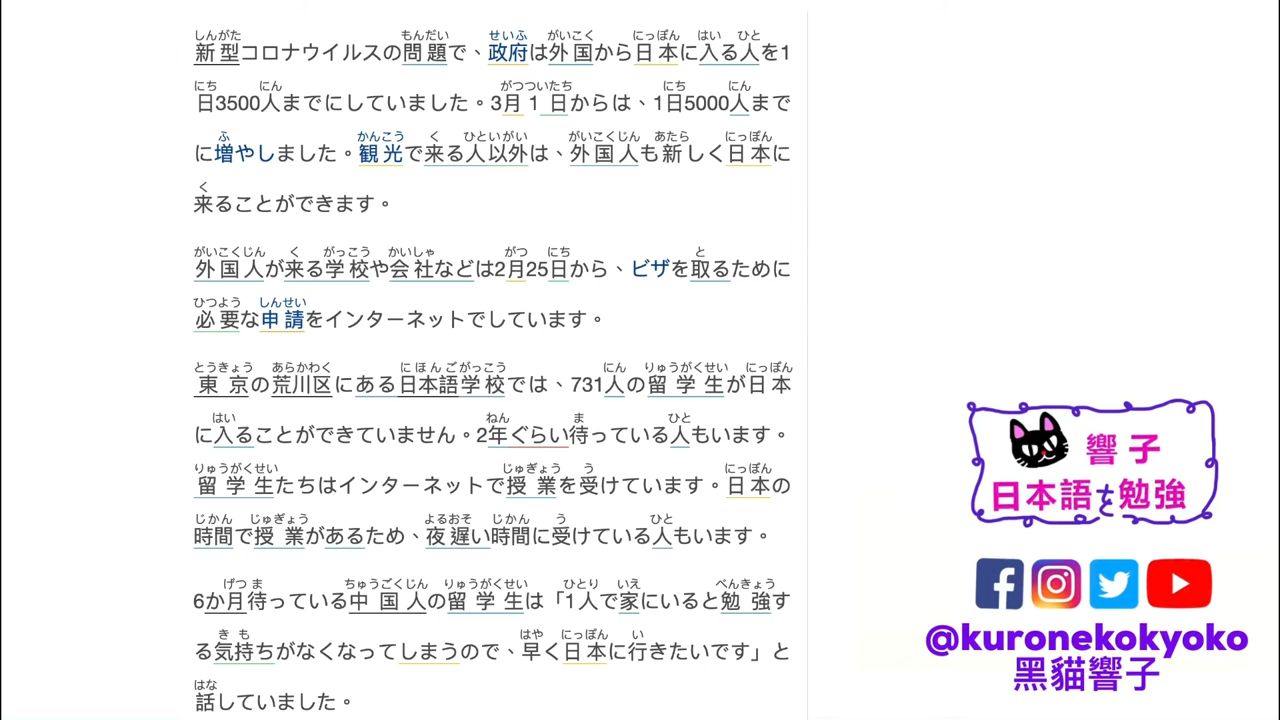 新型コロナウイルスの問題で、政府は外国から日本に入る人を1
日3500人までにしていました。3月1日からは、1日5000人まで
に増やしました。観光で来る人以外は、外国人も新しく日本に
来ることができます。
外国人が来る学校や会社などは2月25日から、ビザを取るために
必要な申請をインターネットでしています。
東京の荒川区にある日本語学校では、731人の留学生が日本
に入ることができていません。2年ぐらい待っている人もいます。
留学生たちはインターネットで授業を受けています。日本の
時間で授業があるため、夜遅い時間に受けている人もいます。
6か月待っている中国人の留学生は「1人で家にいると勉強す
る気持ちがなくなってしまうので、早く日本に行きたいです」と
話していました。
響子
日本語を勉強
@kuronekokyoko
黑貓響子